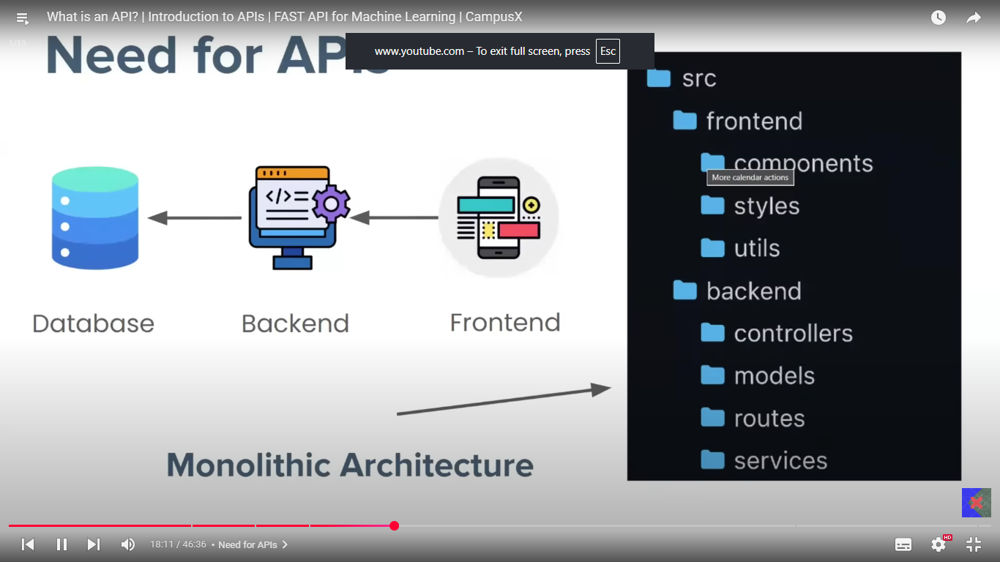 What is an API? | Introduction to APIs | FAST API for Machine Learning | CampusX
1/13
Need for APIs
www.youtube.com – To exit full screen, press Esc
src
frontend
components
More calendar actions
styles
utils
backend
controllers
models
routes
services
</>
Database
Backend
Frontend
Monolithic Architecture
18:11 / 46:36 • Need for APIs
HD